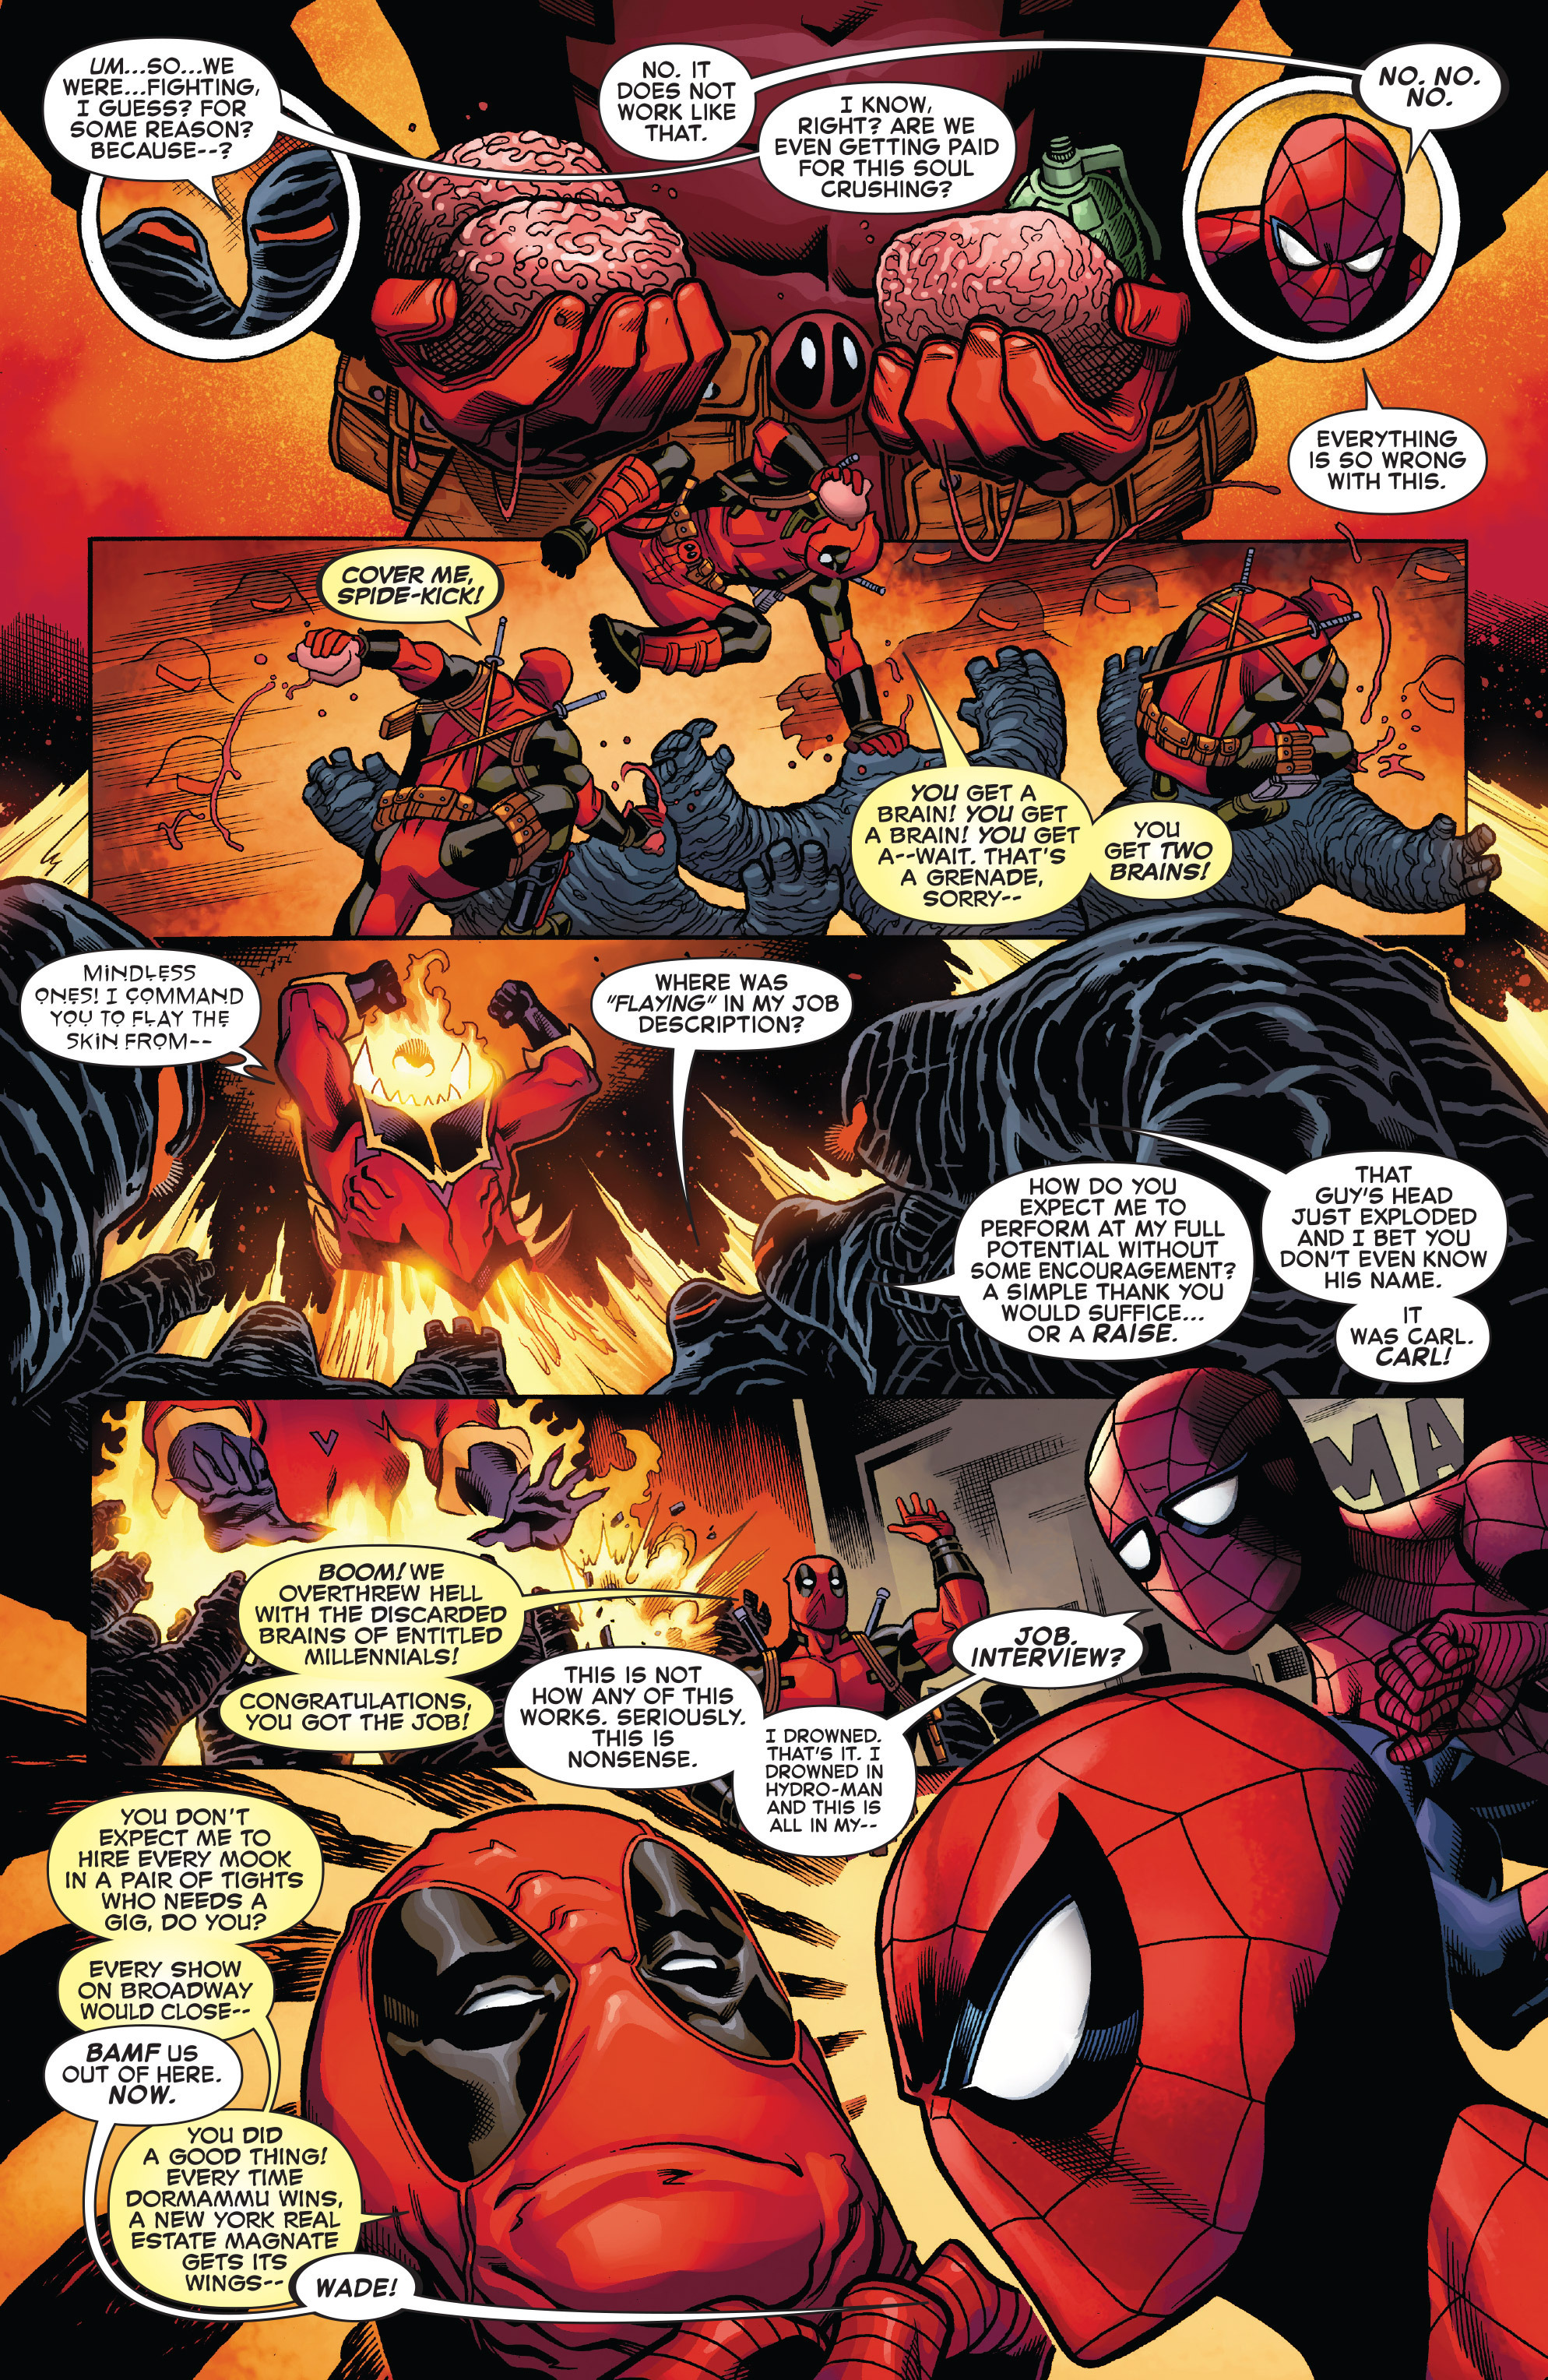 UM...SO...WE
WERE...FIGHTING,
I GUESS? FOR
SOME REASON?
BECAUSE--?
NO. IT
DOES NOT
WORK LIKE
THAT.
I KNOW,
RIGHT? ARE WE
EVEN GETTING PAID
FOR THIS SOUL
CRUSHING?
NO. NO.
NO.
EVERYTHING
IS SO WRONG
WITH THIS.
COVER ME,
SPIDE-KICK!
YOU GET A
BRAIN! YOU GET
A BRAIN! YOU GET
A--WAIT. THAT'S
A GRENADE,
SORRY--
YOU
GET TWO
BRAINS!
MINDLESS
ONES! I COMMAND
YOU TO FLAY THE
SKIN FROM--
WHERE WAS
"FLAYING" IN MY JOB
DESCRIPTION?
HOW DO YOU
EXPECT ME TO
PERFORM AT MY FULL
POTENTIAL WITHOUT
SOME ENCOURAGEMENT?
A SIMPLE THANK YOU
WOULD SUFFICE...
OR A RAISE.
THAT
GUY'S HEAD
JUST EXPLODED
AND I BET YOU
DON'T EVEN KNOW
HIS NAME.
IT
WAS CARL.
CARL!
MA
BOOM! WE
OVERTHREW HELL
WITH THE DISCARDED
BRAINS OF ENTITLED
MILLENNIALS!
CONGRATULATIONS,
YOU GOT THE JOB!
THIS IS NOT
HOW ANY OF THIS
WORKS. SERIOUSLY.
THIS IS
NONSENSE.
JOB.
INTERVIEW?
I DROWNED.
THAT'S IT. I
DROWNED IN
HYDRO-MAN
AND THIS IS
ALL IN MY--
YOU DON'T
EXPECT ME TO
HIRE EVERY MOOK
IN A PAIR OF TIGHTS
WHO NEEDS A
GIG, DO YOU?
EVERY SHOW
ON BROADWAY
WOULD CLOSE--
BAMF US
OUT OF HERE.
NOW.
YOU DID
A GOOD THING!
EVERY TIME
DORMAMMU WINS,
A NEW YORK REAL
ESTATE MAGNATE
GETS ITS
WINGS--
WADE!